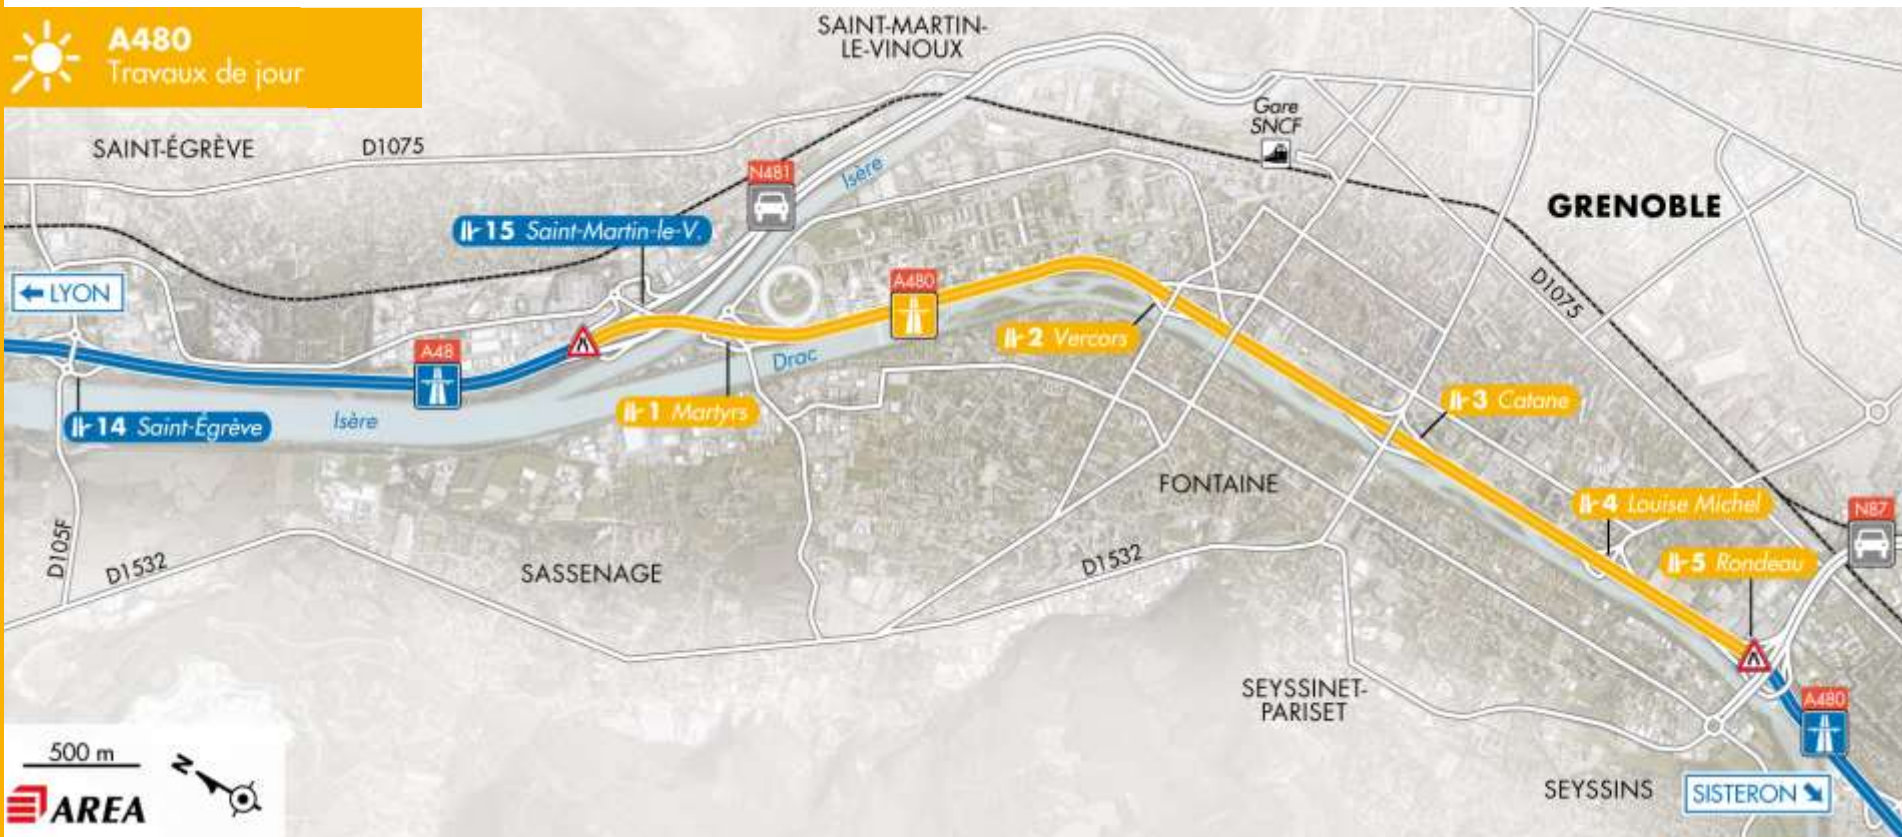 A480
Travaux de jour
SAINT-MARTIN-
LE-VINOUX
Gare
SNCF
SAINT-ÉGRÈVE
D1075
N481
Isère
GRENOBLE
15 Saint-Martin-le-V.
LYON
A480
D1075
2 Vercors
A48
Drac
1 Martyrs
3 Catane
14 Saint-Égrève
Isère
FONTAINE
4 Louise Michel
N87
D105F
D1532
SASSENAGE
D1532
5 Rondeau
SEYSSINET-
PARISET
A480
500 m
N
AREA
SEYSSINS
SISTERON